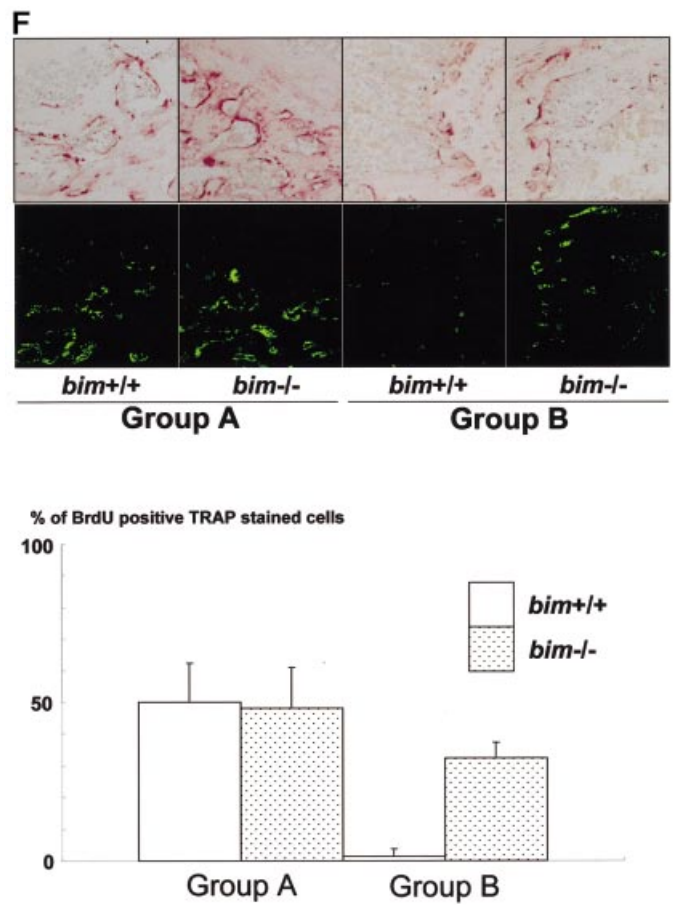 F
bim+/+ bim-/- bim+/+ bim-/-
Group A Group B
% of BrdU positive TRAP stained cells
100
bim+/+
bim-/-
50
0
Group A Group B